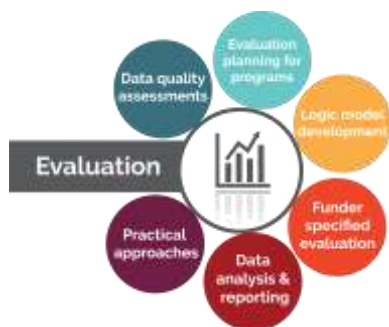 Evaluation
planning for
programs
Data quality
assessments
Logic model
development
Evaluation
Funder
specified
evaluation
Practical
approaches
Data
analysis &
reporting